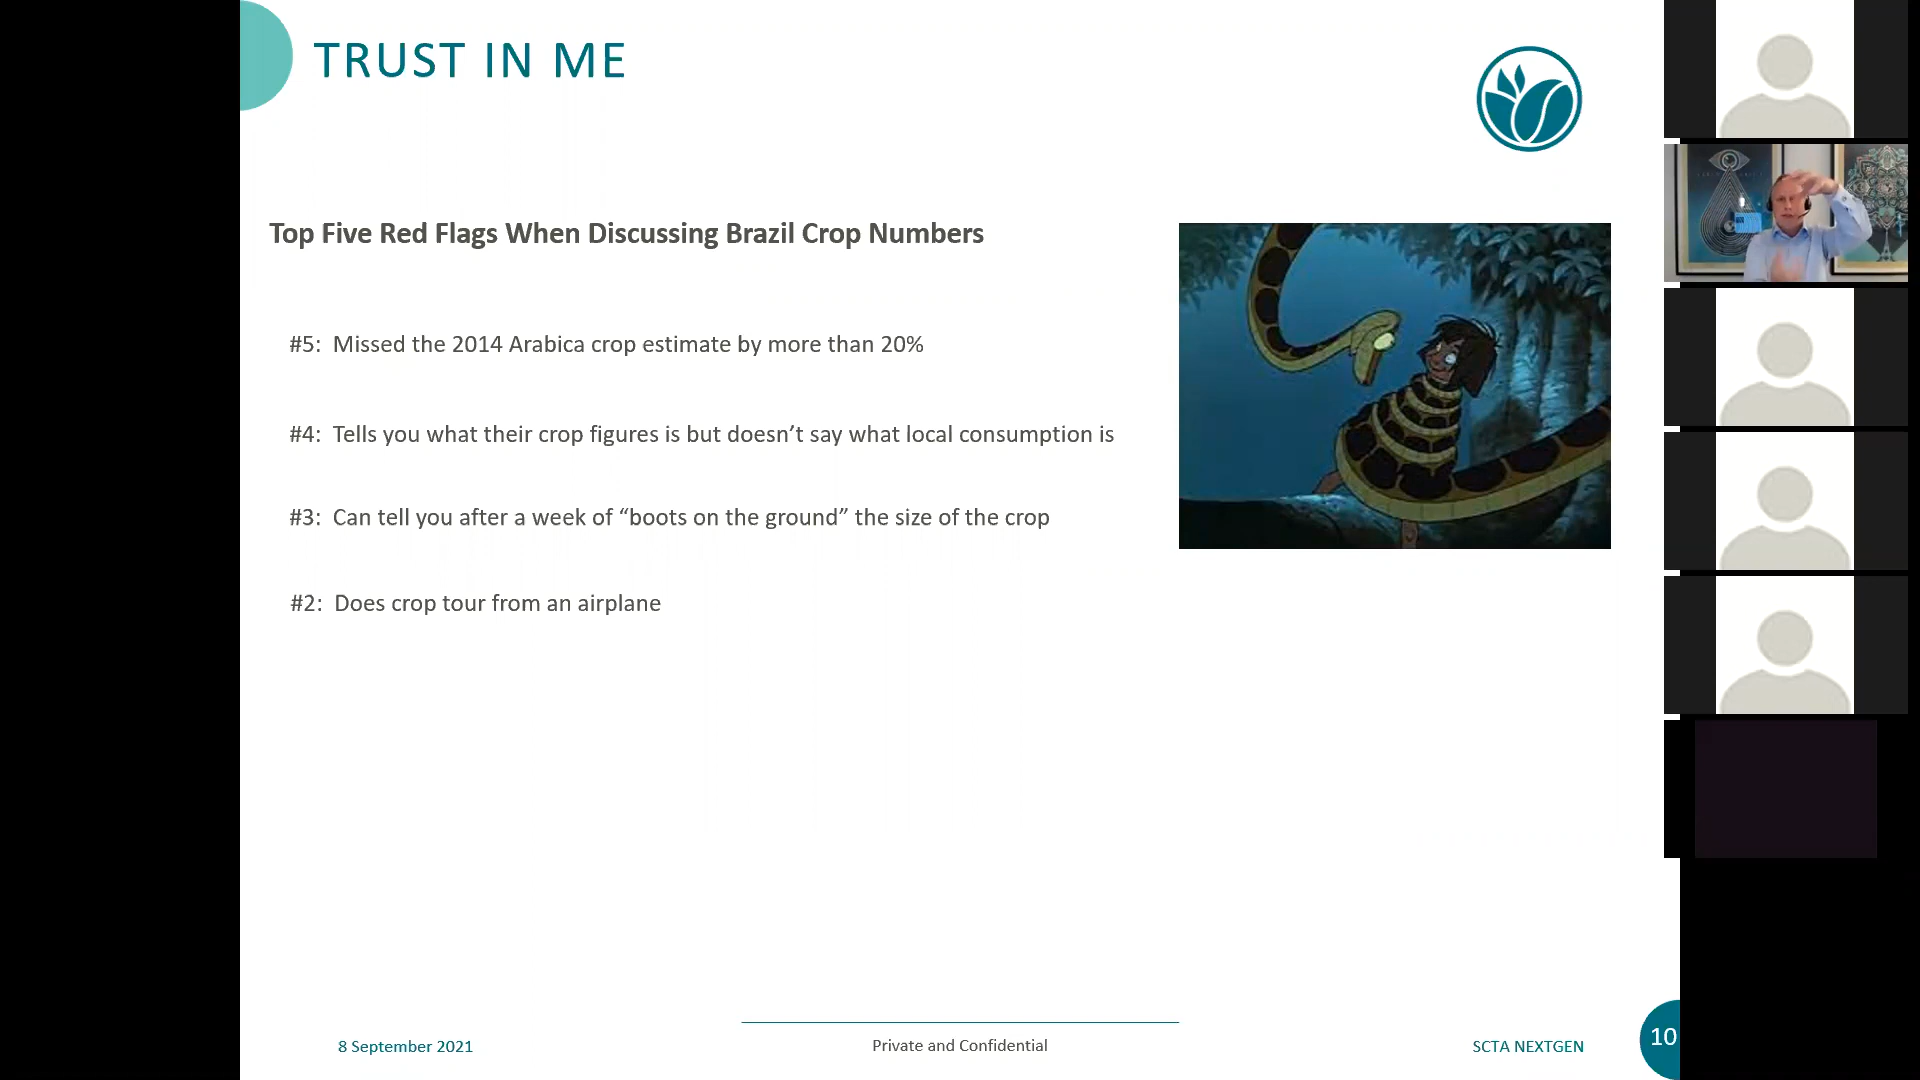 TRUST IN ME
Top Five Red Flags When Discussing Brazil Crop Numbers
#5:  Missed the 2014 Arabica crop estimate by more than 20%
#4:  Tells you what their crop figures is but doesn’t say what local consumption is
#3:  Can tell you after a week of “boots on the ground” the size of the crop
#2:  Does crop tour from an airplane
8 September 2021
Private and Confidential
SCTA NEXTGEN
10